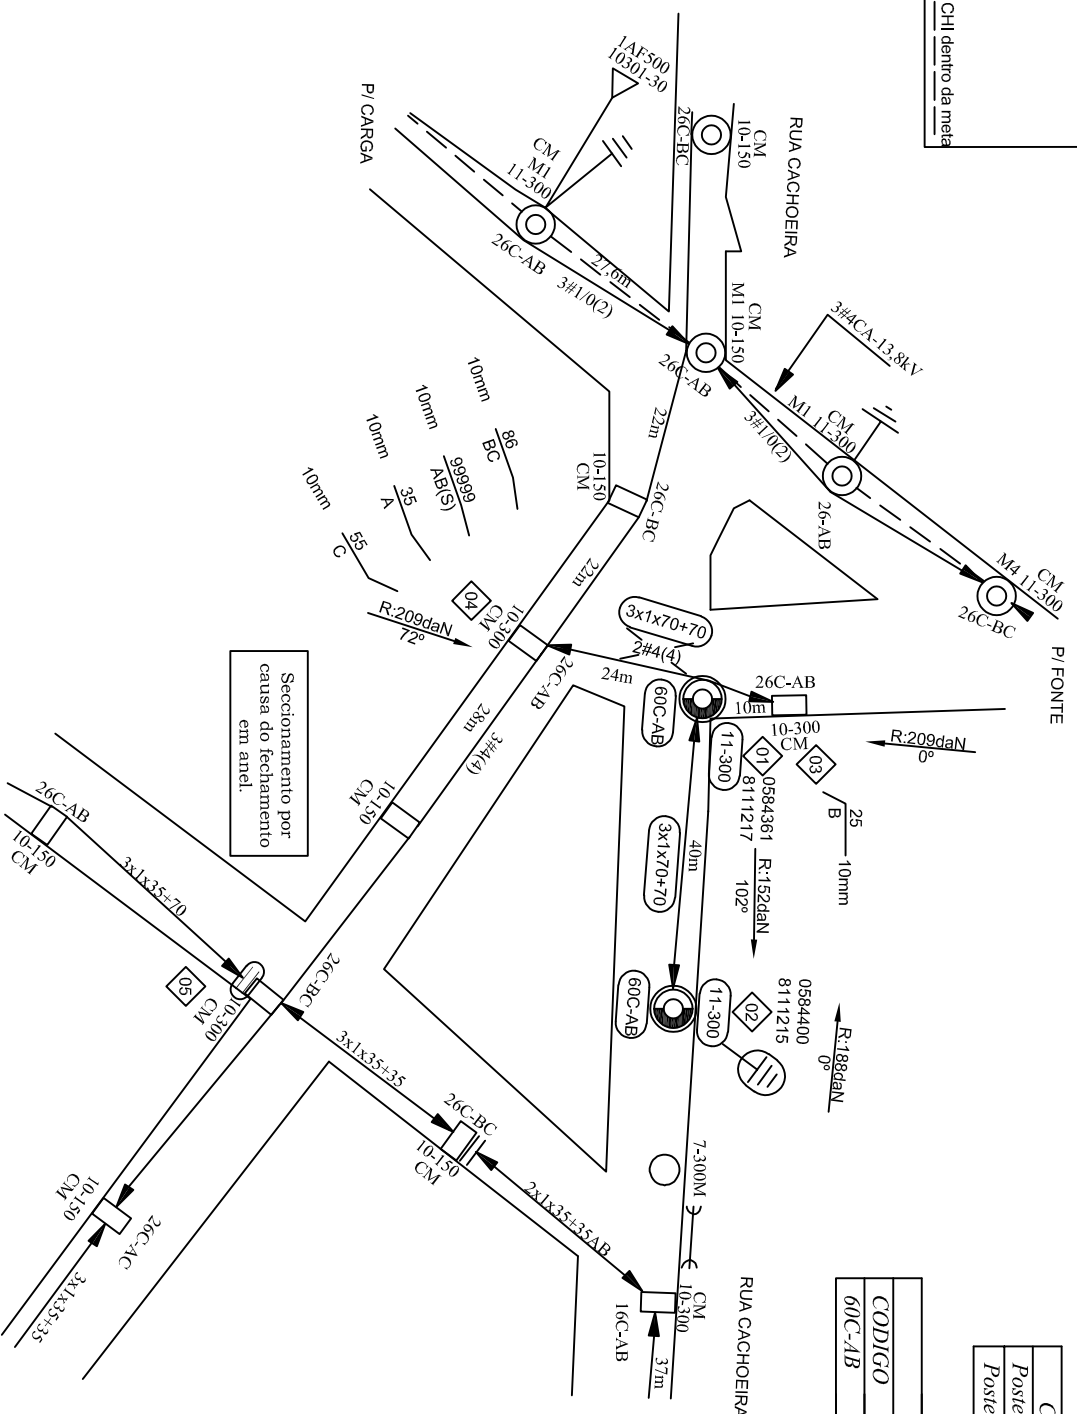 CHI dentro da meta
1AF500
10301-30
P/ CARGA
CM
M1
11-300
26C-AB
27,6m
3#1/0(2)
26C-BC
CM
10-150
RUA CACHOEIRA
CM
M1 10-150
26C-AB
3#4CA-13,8kV
M1
CM
11-300
3#1/0(2)
26-AB
M4
CM
11-300
26C-BC
P/ FONTE
22m
10-150
CM
26C-BC
10mm
86
BC
10mm
99999
AB(S)
10mm
35
A
10mm
55
C
22m
04
10-300
CM
R:209daN
72°
26C-AB
3x1x70+70
2#4(4)
24m
60C-AB
26C-AB
10m
10-300
CM
R:209daN
0°
11-300
01
03
0584361
8111217
25
B
10mm
R:152daN
102°
3x1x70+70
40m
60C-AB
11-300
02
0584400
8111215
R:188daN
0°
28m
3#4(4)
10-150
CM
Seccionamento por
causa do fechamento
em anel.
26C-AB
10-150
CM
3x1x35+70
05
10-300
CM
26C-BC
3x1x35+35
26C-BC
10-150
CM
2x1x35+35AB
7-300M
CM
10-300
16C-AB
37m
RUA CACHOEIRA
10-150
CM
26C-AC
3x1x35+35
CODIGO
60C-AB
Poste
Poste